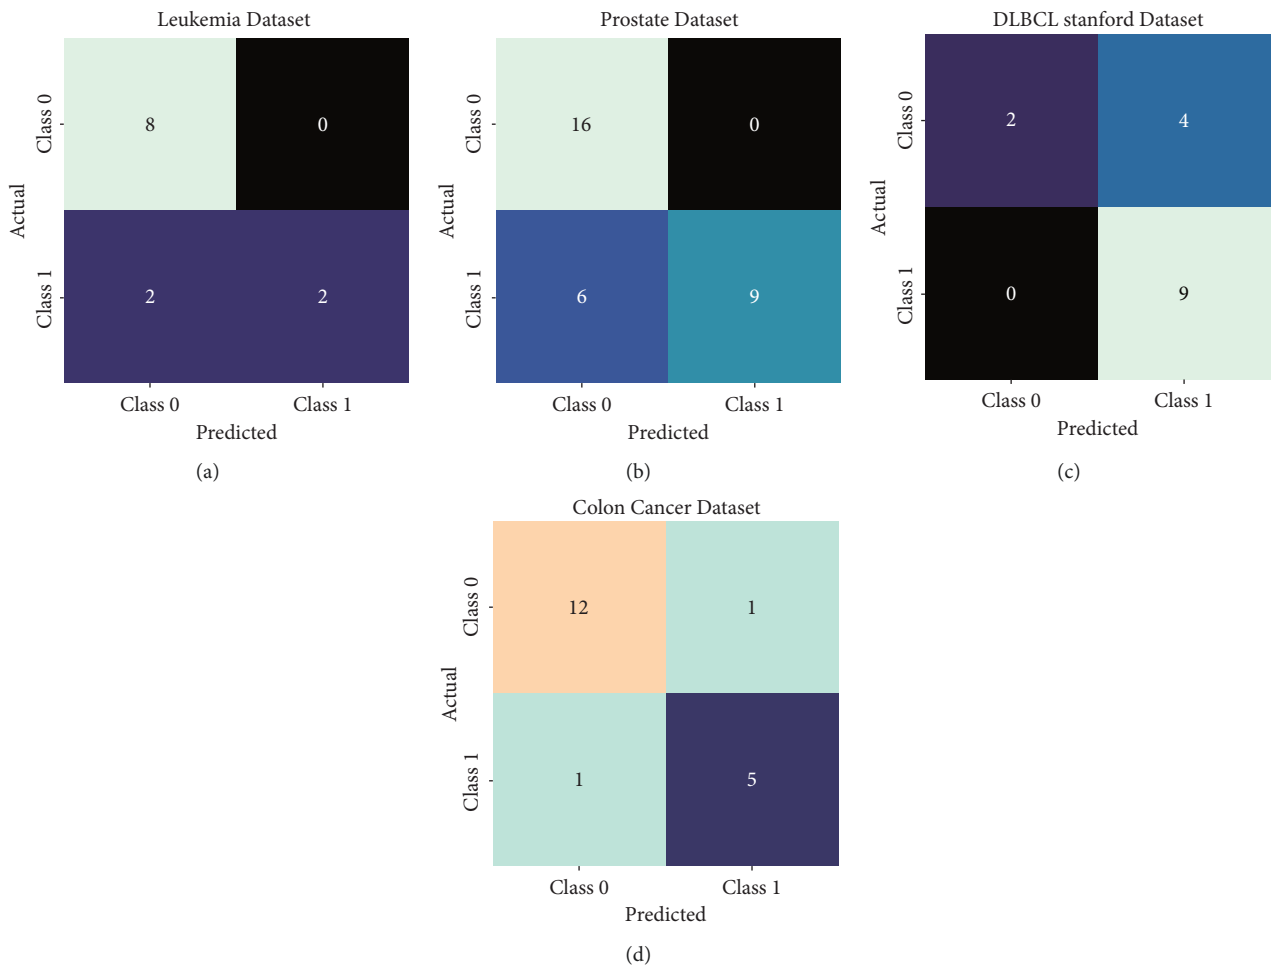 Leukemia Dataset
Actual
Class 0
8
0
Class 1
2
2
Class 0
Class 1
Predicted
(a)
Prostate Dataset
Actual
Class 0
16
0
Class 1
6
9
Class 0
Class 1
Predicted
(b)
DLBCL stanford Dataset
Actual
Class 0
2
4
Class 1
0
9
Class 0
Class 1
Predicted
(c)
Colon Cancer Dataset
Actual
Class 0
12
1
Class 1
1
5
Class 0
Class 1
Predicted
(d)